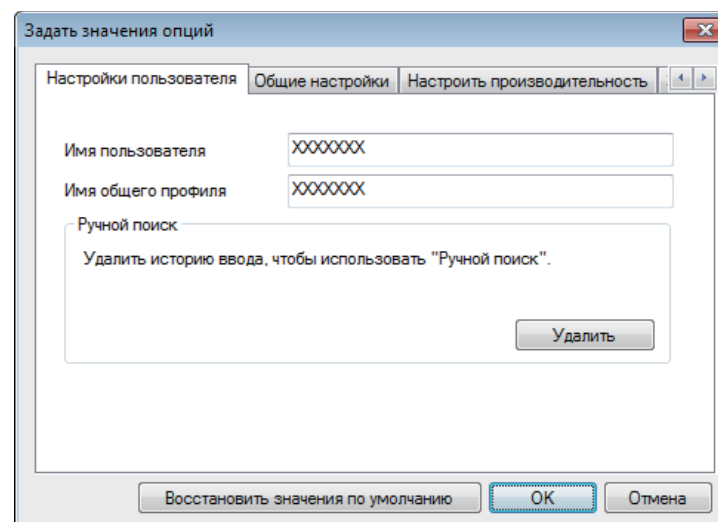 Задать значения опций
Настройки пользователя Общие настройки Настроить производительность
Имя пользователя XXXXXXX
Имя общего профиля XXXXXXX
Ручной поиск
Удалить историю ввода, чтобы использовать "Ручной поиск".
Удалить
Восстановить значения по умолчанию OK Отмена